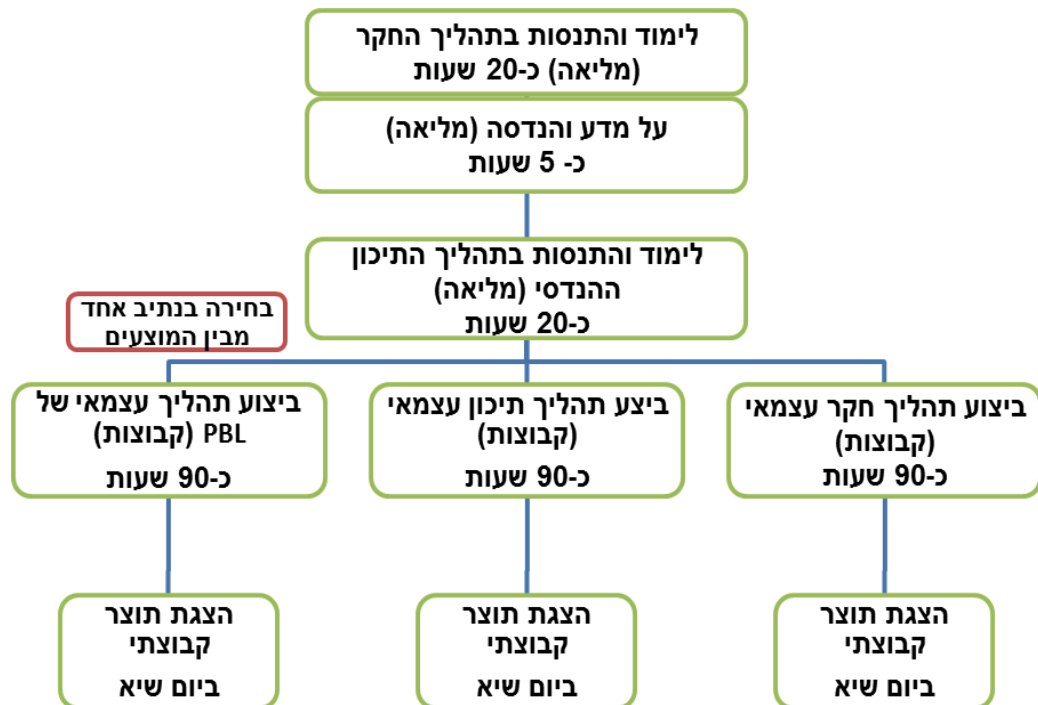 לימוד והתנסות בתהליך החקר
(מליאה) כ-20 שעות
על מדע והנדסה (מליאה)
כ- 5 שעות
לימוד והתנסות בתהליך התיכון
ההנדסי (מליאה)
כ-20 שעות
בחירה בנתיב אחד
מבין המוצעים
ביצוע תהליך חקר עצמאי
(קבוצות)
כ-90 שעות
ביצע תהליך תיכון עצמאי
(קבוצות)
כ-90 שעות
ביצוע תהליך עצמאי של
PBL (קבוצות)
כ-90 שעות
הצגת תוצר
קבוצתי
ביום שיא
הצגת תוצר
קבוצתי
ביום שיא
הצגת תוצר
קבוצתי
ביום שיא